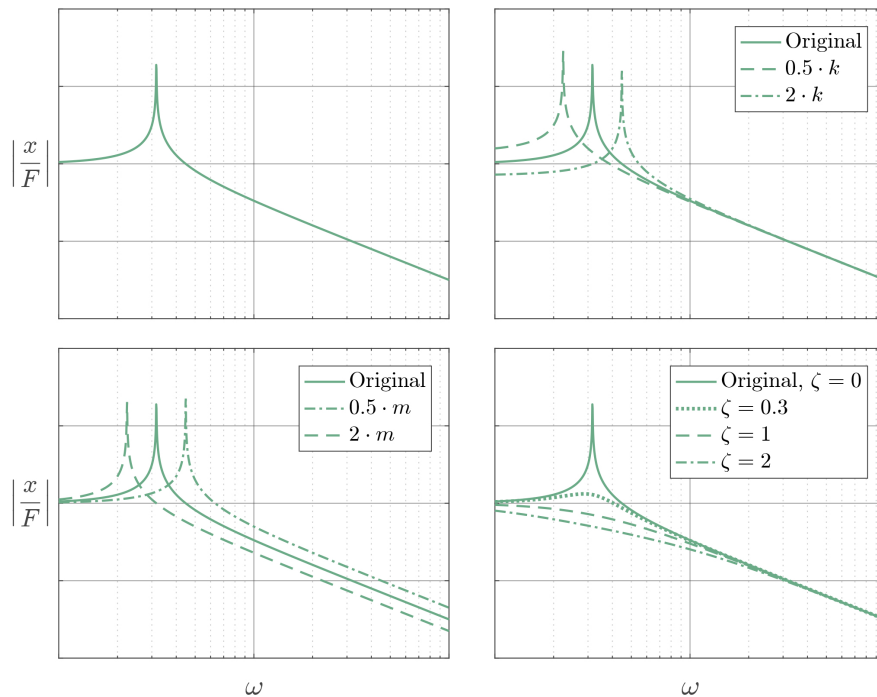 Original
0.5 · k
2 · k
|x/F|
Original
0.5 · m
2 · m
Original, ζ = 0
ζ = 0.3
ζ = 1
ζ = 2
|x/F|
ω
ω